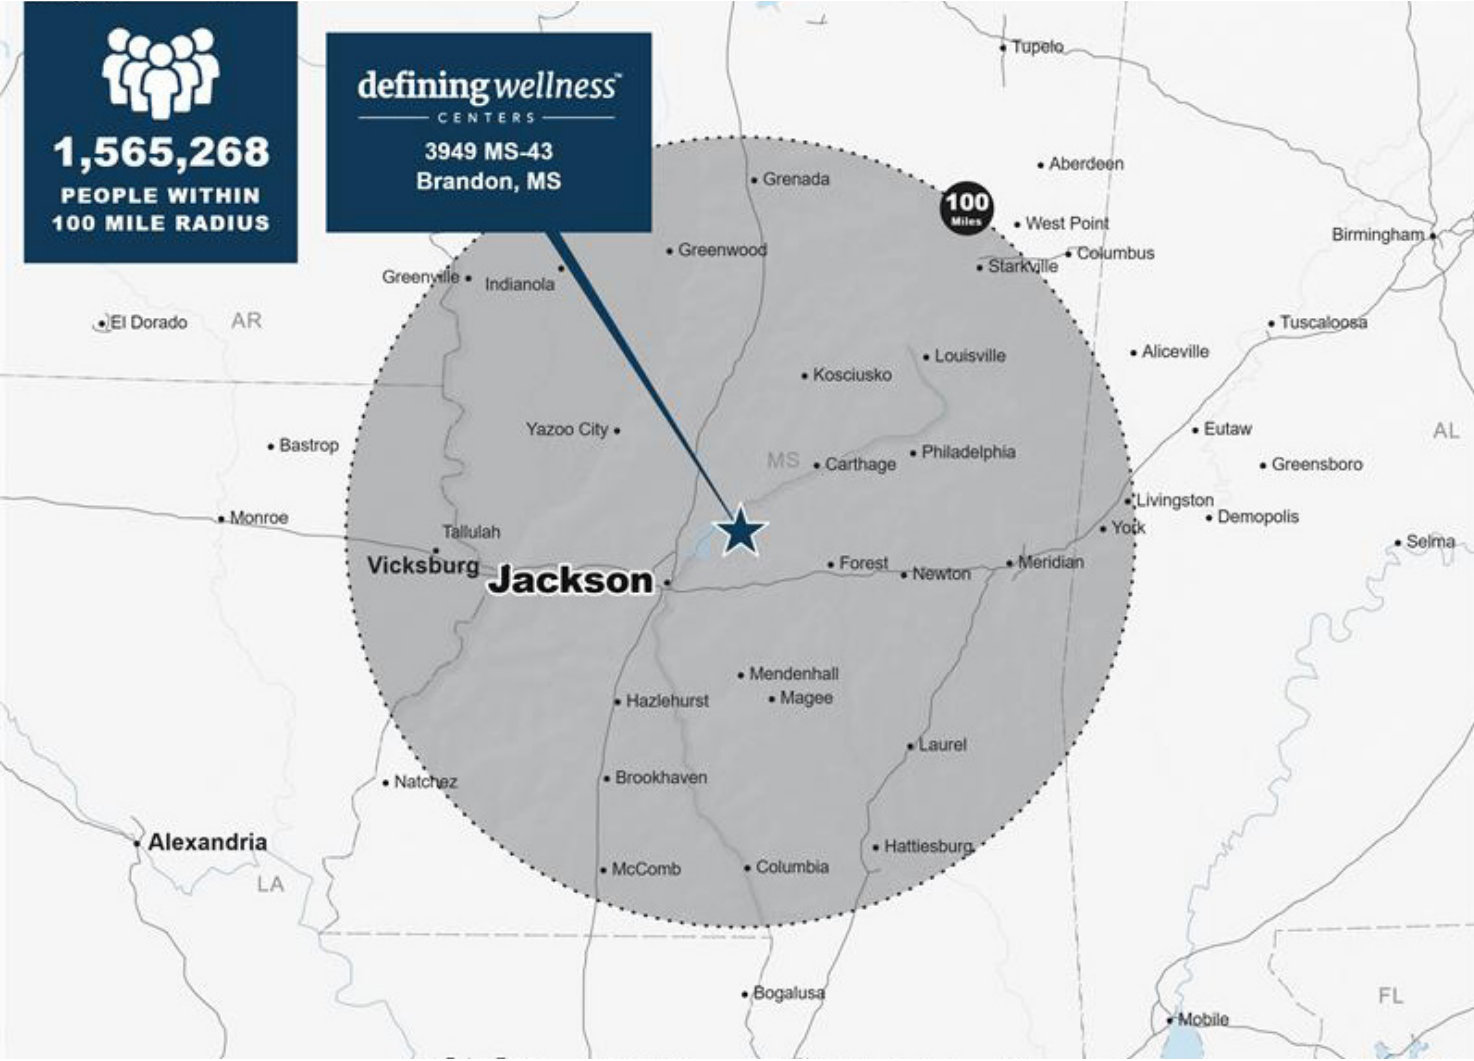 1,565,268
PEOPLE WITHIN
100 MILE RADIUS
definingwellness™
CENTERS
3949 MS-43
Brandon, MS
Tupelo
Aberdeen
Grenada
100
Miles
West Point
Birmingham
Greenwood
Columbus
Starkville
Greenville
Indianola
El Dorado
AR
Tuscaloosa
Aliceville
Louisville
Kosciusko
Yazoo City
Eutaw
AL
Bastrop
Philadelphia
MS
Carthage
Greensboro
Livingston
Monroe
Demopolis
York
Tallulah
Selma
Vicksburg
Forest
Meridian
Jackson
Newton
Mendenhall
Magee
Hazlehurst
Laurel
Brookhaven
Natchez
Alexandria
Hattiesburg
McComb
Columbia
LA
Bogalusa
FL
Mobile